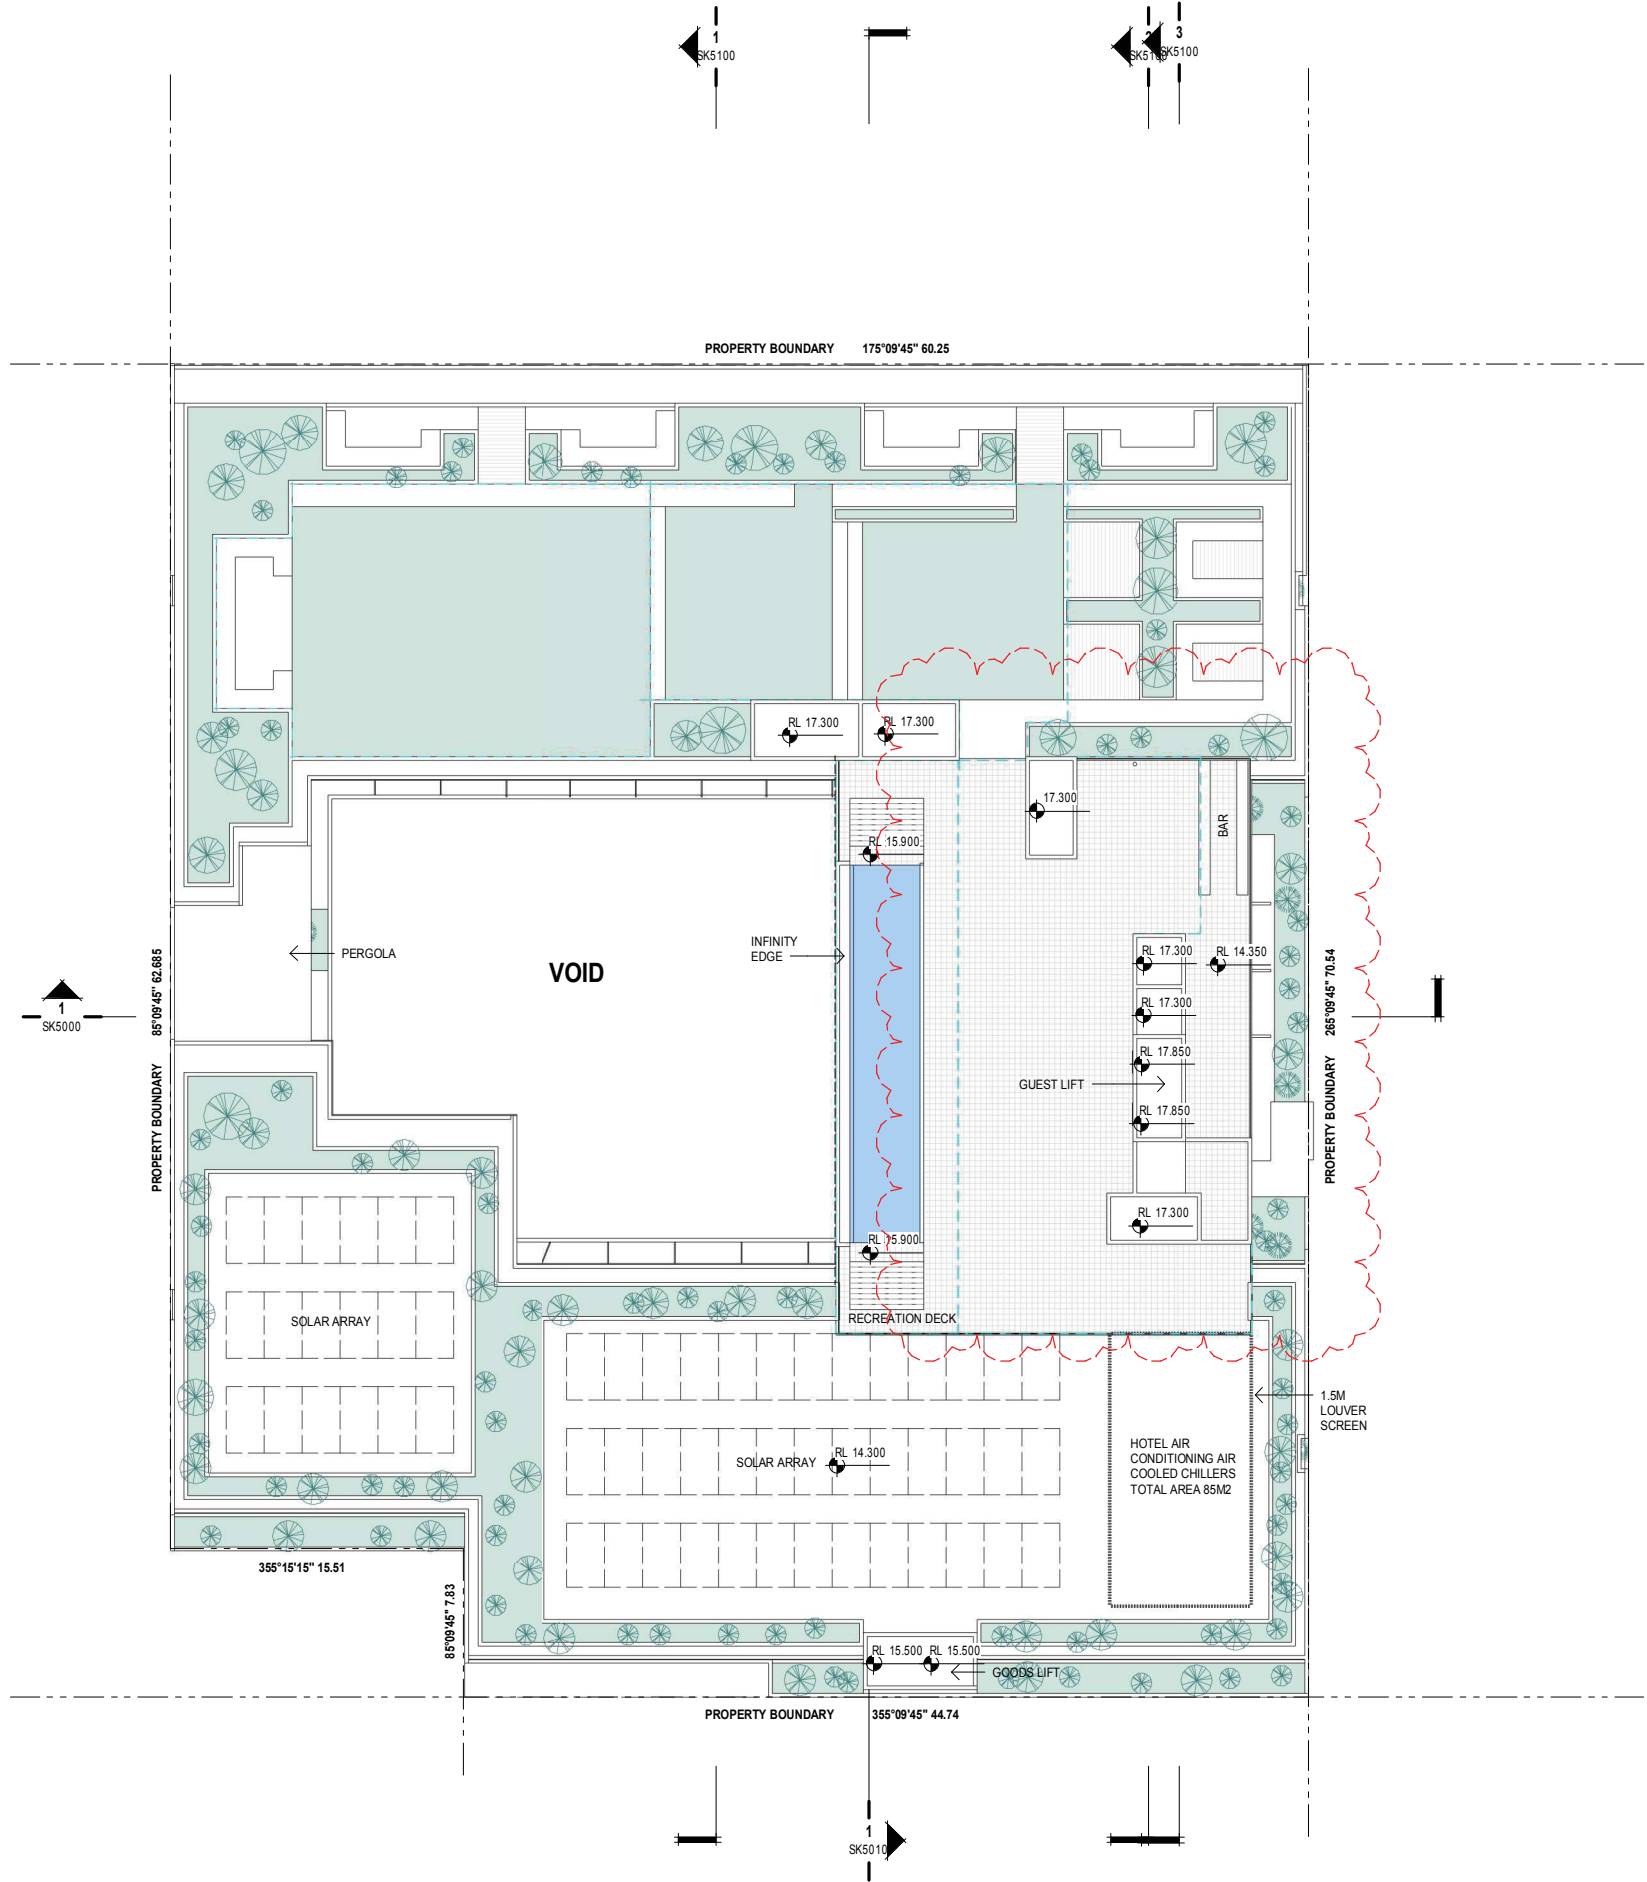 1
SK5100
3
SK5100
PROPERTY BOUNDARY 175°09'45" 60.25
RL 17.300
RL 17.300
17.300
BAR
RL 15.900
INFINITY
EDGE
PERGOLA
VOID
RL 17.300
RL 14.350
RL 17.300
RL 17.850
GUEST LIFT
RL 17.850
RL 17.300
RL 15.900
RECREATION DECK
PROPERTY BOUNDARY 85°09'45" 62.685
PROPERTY BOUNDARY 265°09'45" 70.54
1
SK5000
SOLAR ARRAY
1.5M
LOUVER
SCREEN
HOTEL AIR
CONDITIONING AIR
COOLED CHILLERS
TOTAL AREA 85M2
SOLAR ARRAY
RL 14.300
355°15'15" 15.51
85°09'45" 7.83
RL 15.500
RL 15.500
GOODS LIFT
PROPERTY BOUNDARY 355°09'45" 44.74
1
SK5010